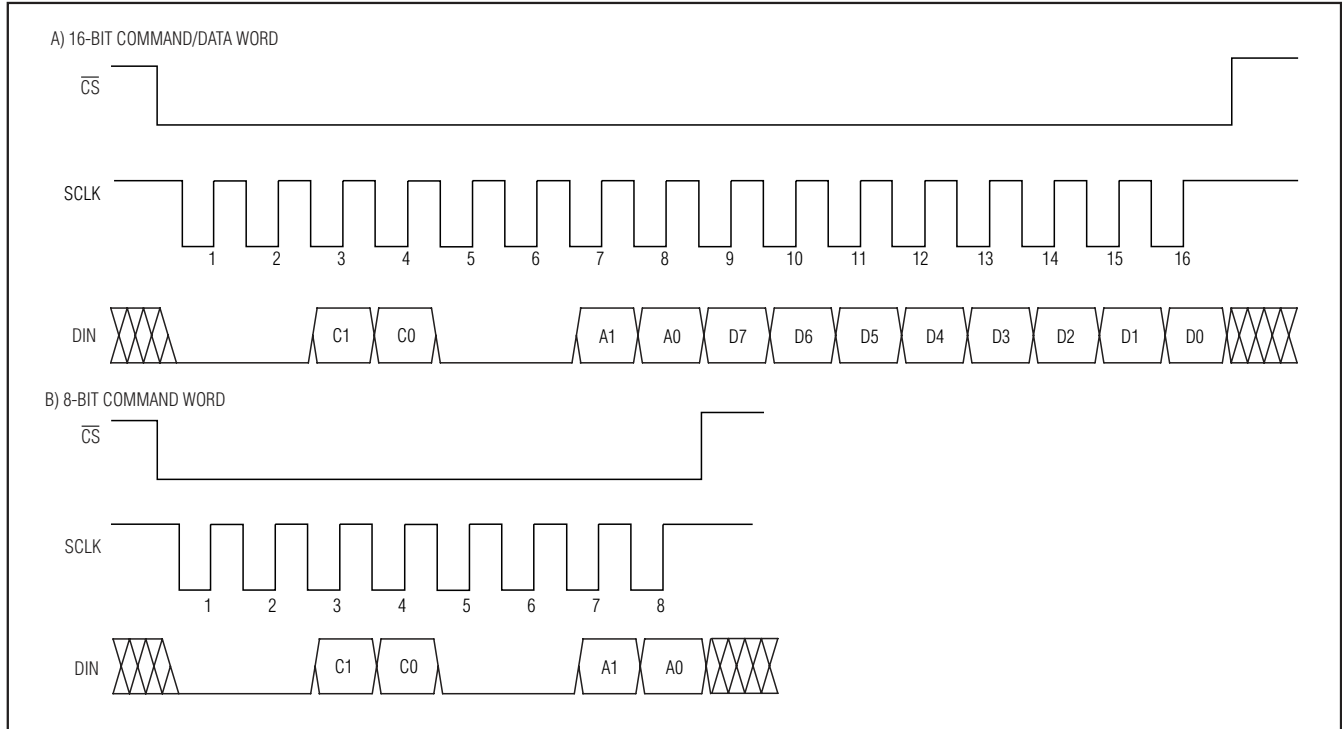 A) 16-BIT COMMAND/DATA WORD
CS
SCLK
1 2 3 4 5 6 7 8 9 10 11 12 13 14 15 16
DIN C1 C0 A1 A0 D7 D6 D5 D4 D3 D2 D1 D0
B) 8-BIT COMMAND WORD
CS
SCLK
1 2 3 4 5 6 7 8
DIN C1 C0 A1 A0